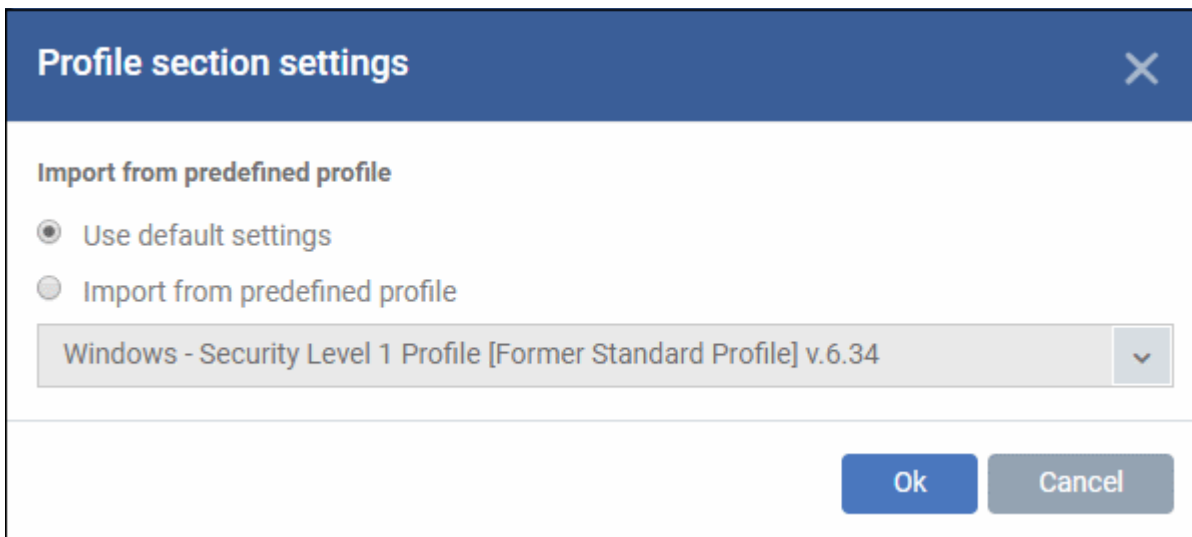 Profile section settings
Import from predefined profile
Use default settings
Import from predefined profile
Windows - Security Level 1 Profile [Former Standard Profile] v.6.34
Ok Cancel